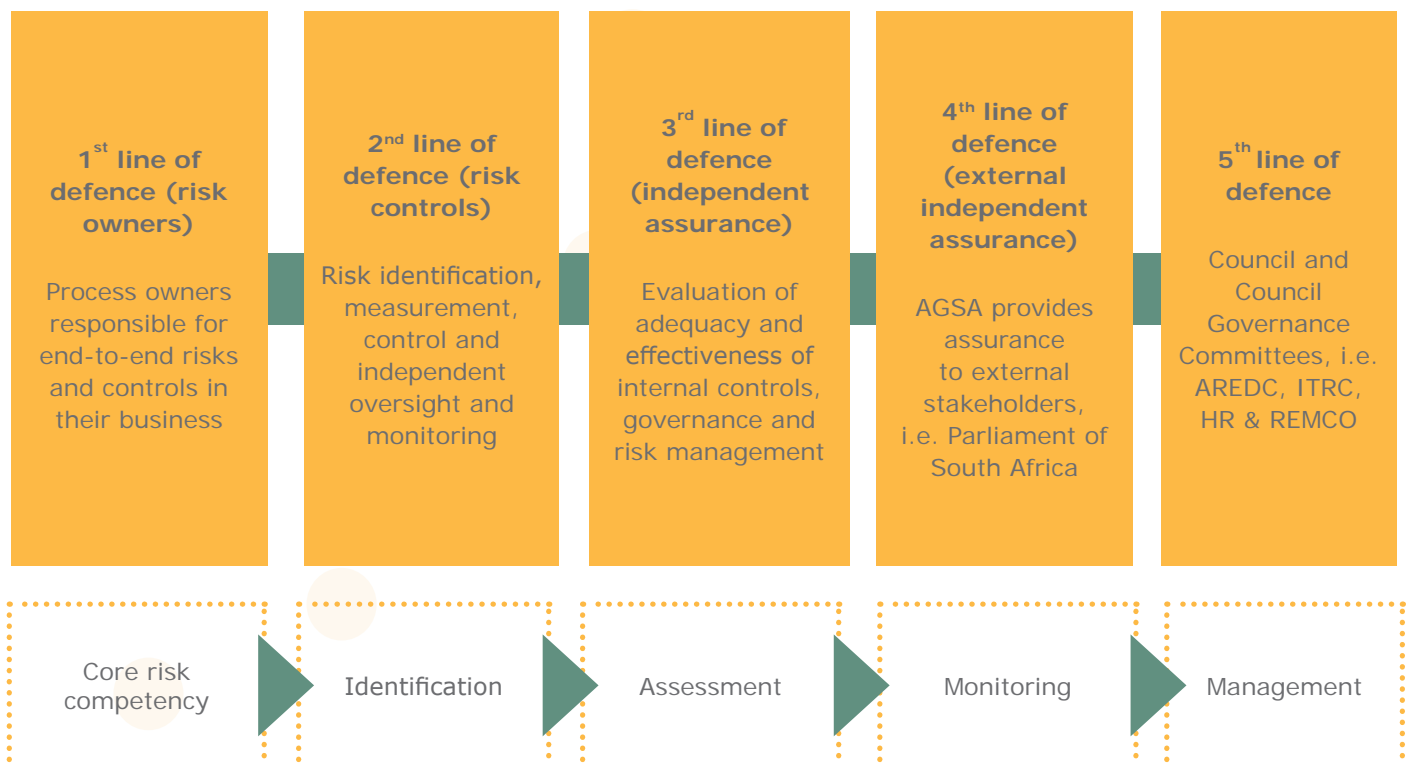 1st line of
defence (risk
owners)
Process owners
responsible for
end-to-end risks
and controls in
their business
2nd line of
defence (risk
controls)
Risk identification,
measurement,
control and
independent
oversight and
monitoring
3rd line of
defence
(independent
assurance)
Evaluation of
adequacy and
effectiveness of
internal controls,
governance and
risk management
4th line of
defence
(external
independent
assurance)
AGSA provides
assurance
to external
stakeholders,
i.e. Parliament of
South Africa
5th line of
defence
Council and
Council
Governance
Committees, i.e.
AREDC, ITRC,
HR & REMCO
Core risk
competency
Identification
Assessment
Monitoring
Management